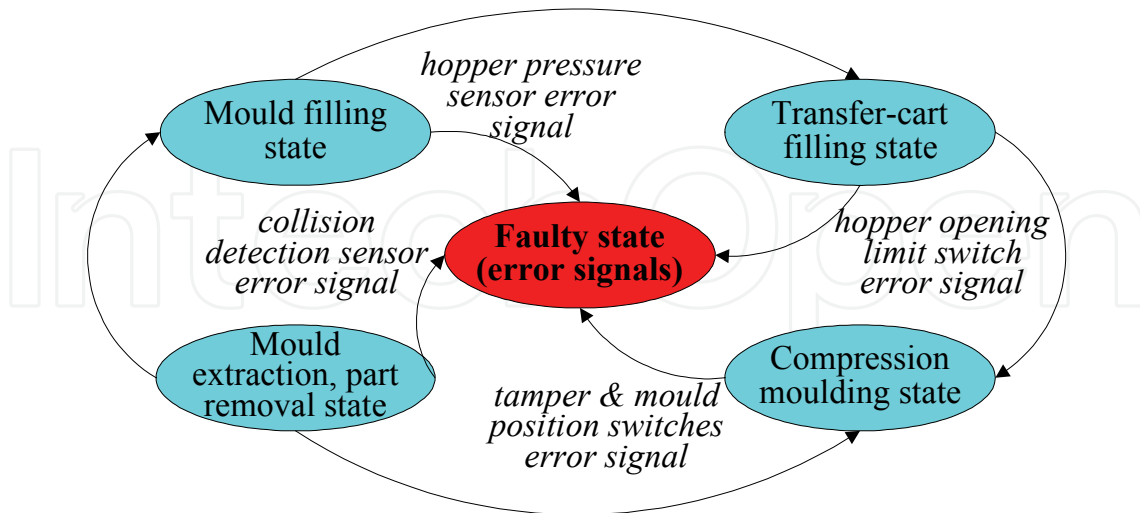 hopper pressure
sensor error
signal
Mould filling
state
Transfer-cart
filling state
collision
detection sensor
error signal
Faulty state
(error signals)
hopper opening
limit switch
error signal
Mould
extraction, part
removal state
tamper & mould
position switches
error signal
Compression
moulding state
IntechOpen